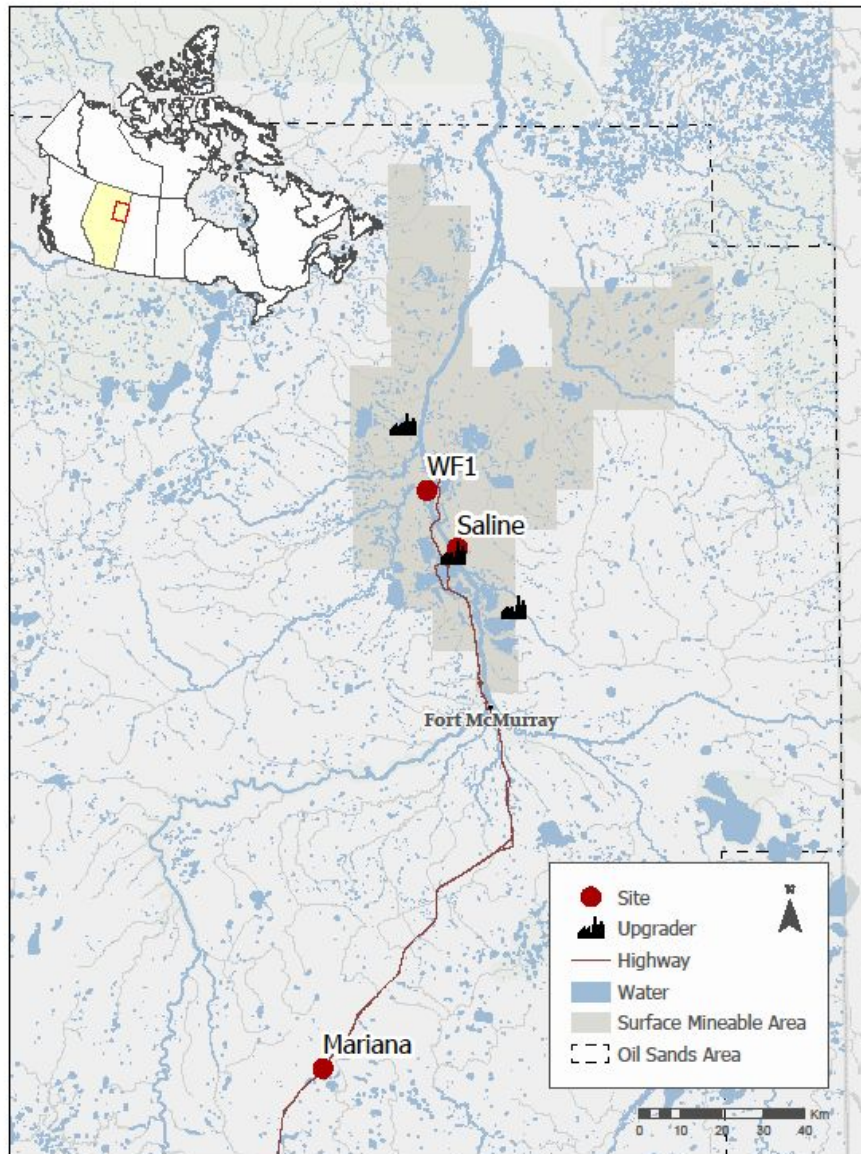 WF1
Saline
Fort McMurray
Mariana
N
Site
Upgrader
Highway
Water
Surface Mineable Area
Oil Sands Area
Km
0 10 20 30 40